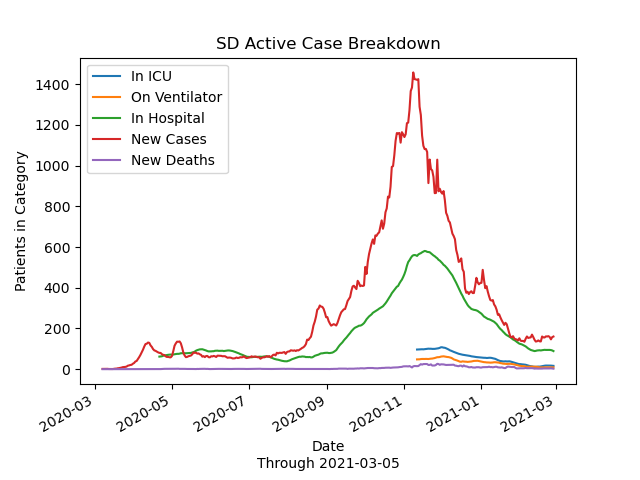 SD Active Case Breakdown
Patients in Category
1400
1200
1000
800
600
400
200
0
In ICU
On Ventilator
In Hospital
New Cases
New Deaths
2020-03
2020-05
2020-07
2020-09
2020-11
2021-01
2021-03
Date
Through 2021-03-05